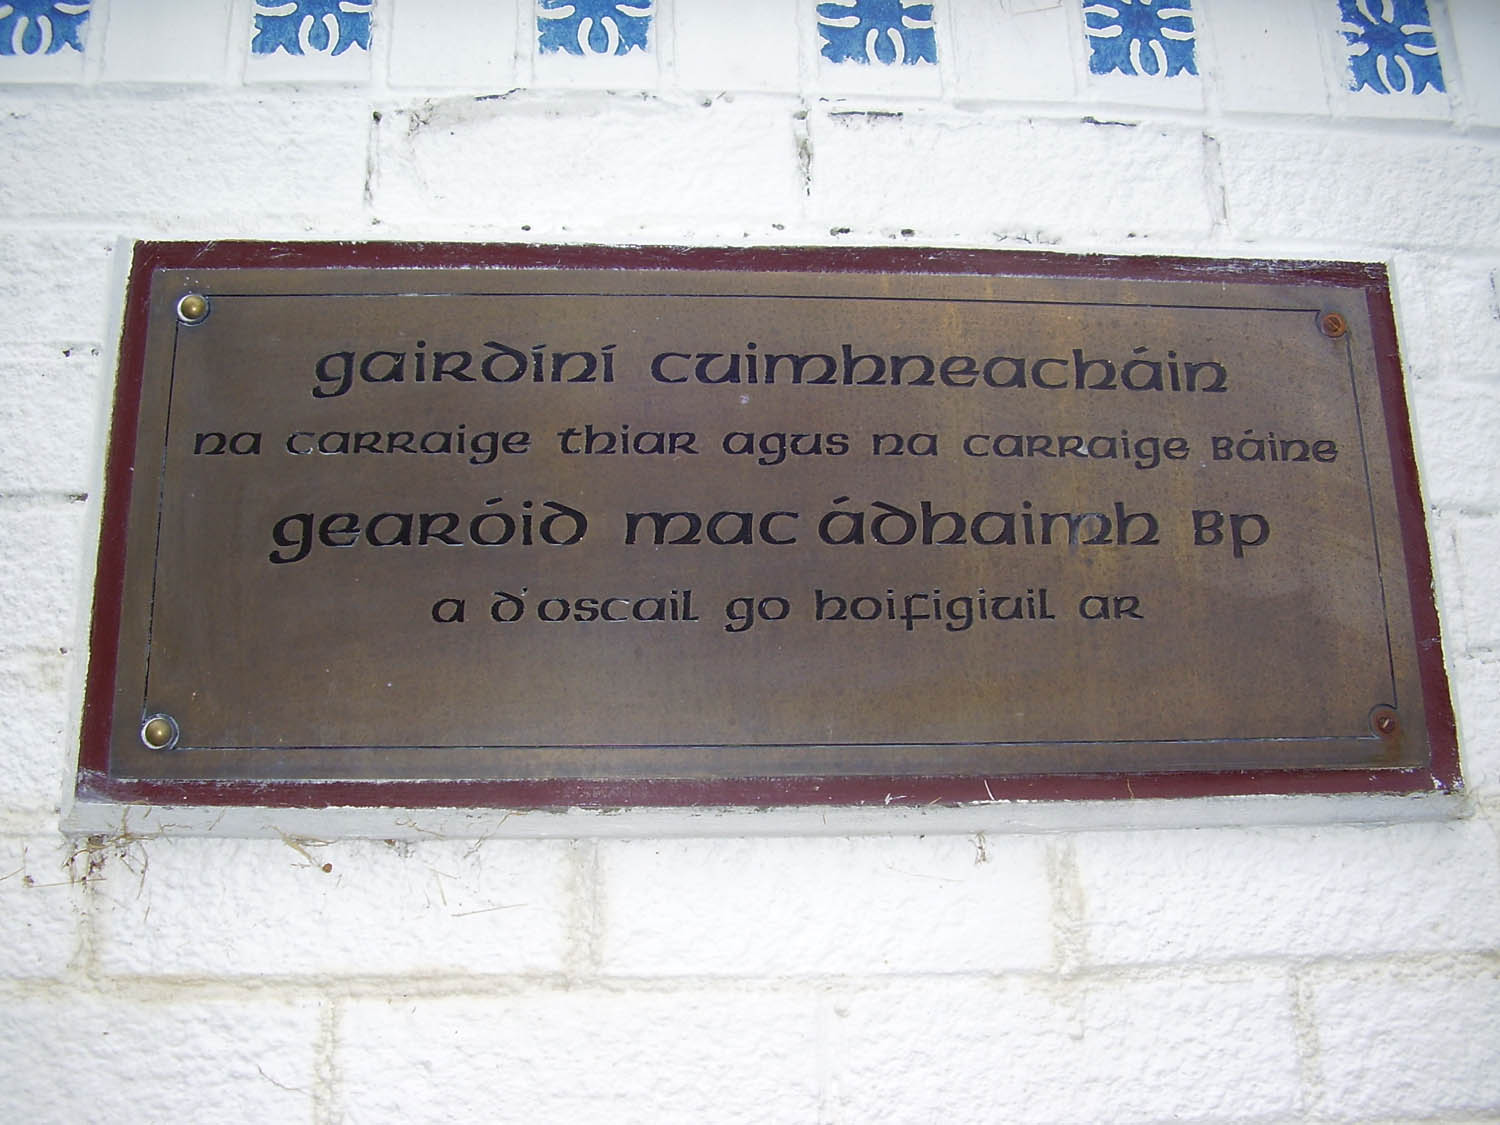 gairdíní cuimhneacháin
na carraige thiar agus na carraige báine
gearóid mac ádhaimh bp
a d'oscail go hoifigiuil ar